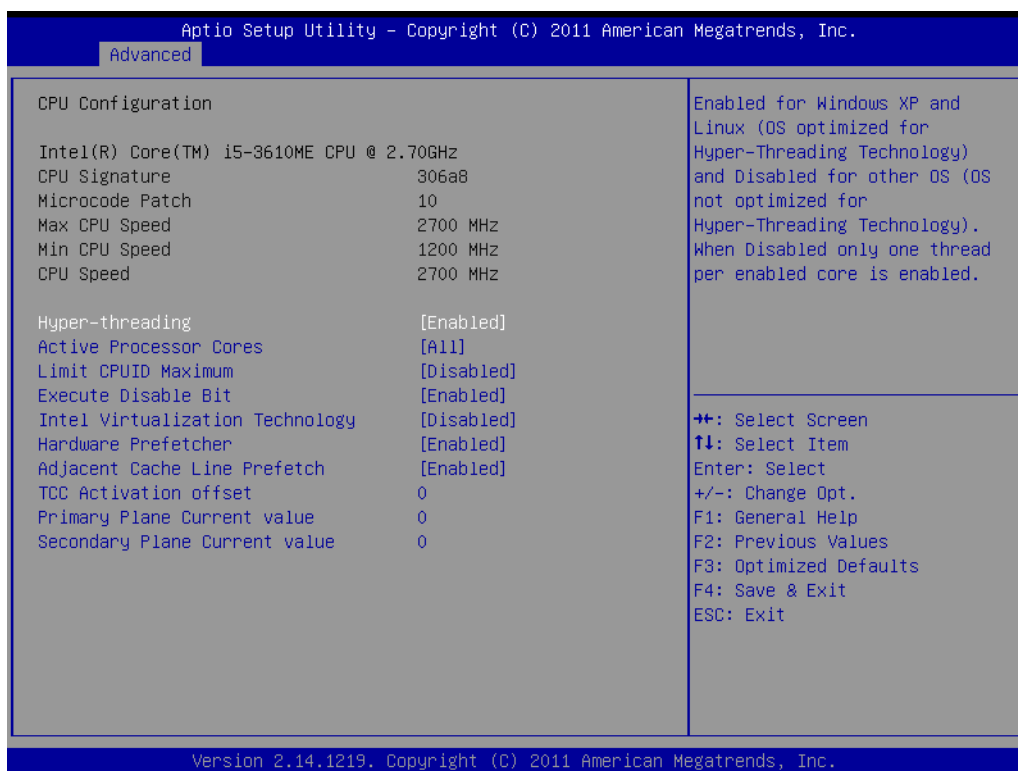 Aptio Setup Utility – Copyright (C) 2011 American Megatrends, Inc.
Advanced
CPU Configuration
Intel(R) Core(TM) i5-3610ME CPU @ 2.70GHz
CPU Signature 306a8
Microcode Patch 10
Max CPU Speed 2700 MHz
Min CPU Speed 1200 MHz
CPU Speed 2700 MHz
Hyper-threading [Enabled]
Active Processor Cores [All]
Limit CPUID Maximum [Disabled]
Execute Disable Bit [Enabled]
Intel Virtualization Technology [Disabled]
Hardware Prefetcher [Enabled]
Adjacent Cache Line Prefetch [Enabled]
TCC Activation offset 0
Primary Plane Current value 0
Secondary Plane Current value 0
Enabled for Windows XP and
Linux (OS optimized for
Hyper-Threading Technology)
and Disabled for other OS (OS
not optimized for
Hyper-Threading Technology).
When Disabled only one thread
per enabled core is enabled.
→←: Select Screen
↑↓: Select Item
Enter: Select
+/-: Change Opt.
F1: General Help
F2: Previous Values
F3: Optimized Defaults
F4: Save & Exit
ESC: Exit
Version 2.14.1219. Copyright (C) 2011 American Megatrends, Inc.